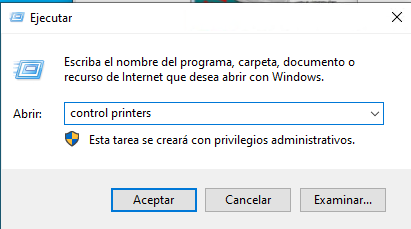 Ejecutar
Escriba el nombre del programa, carpeta, documento o
recurso de Internet que desea abrir con Windows.
Abrir: control printers
Esta tarea se creará con privilegios administrativos.
Aceptar Cancelar Examinar...